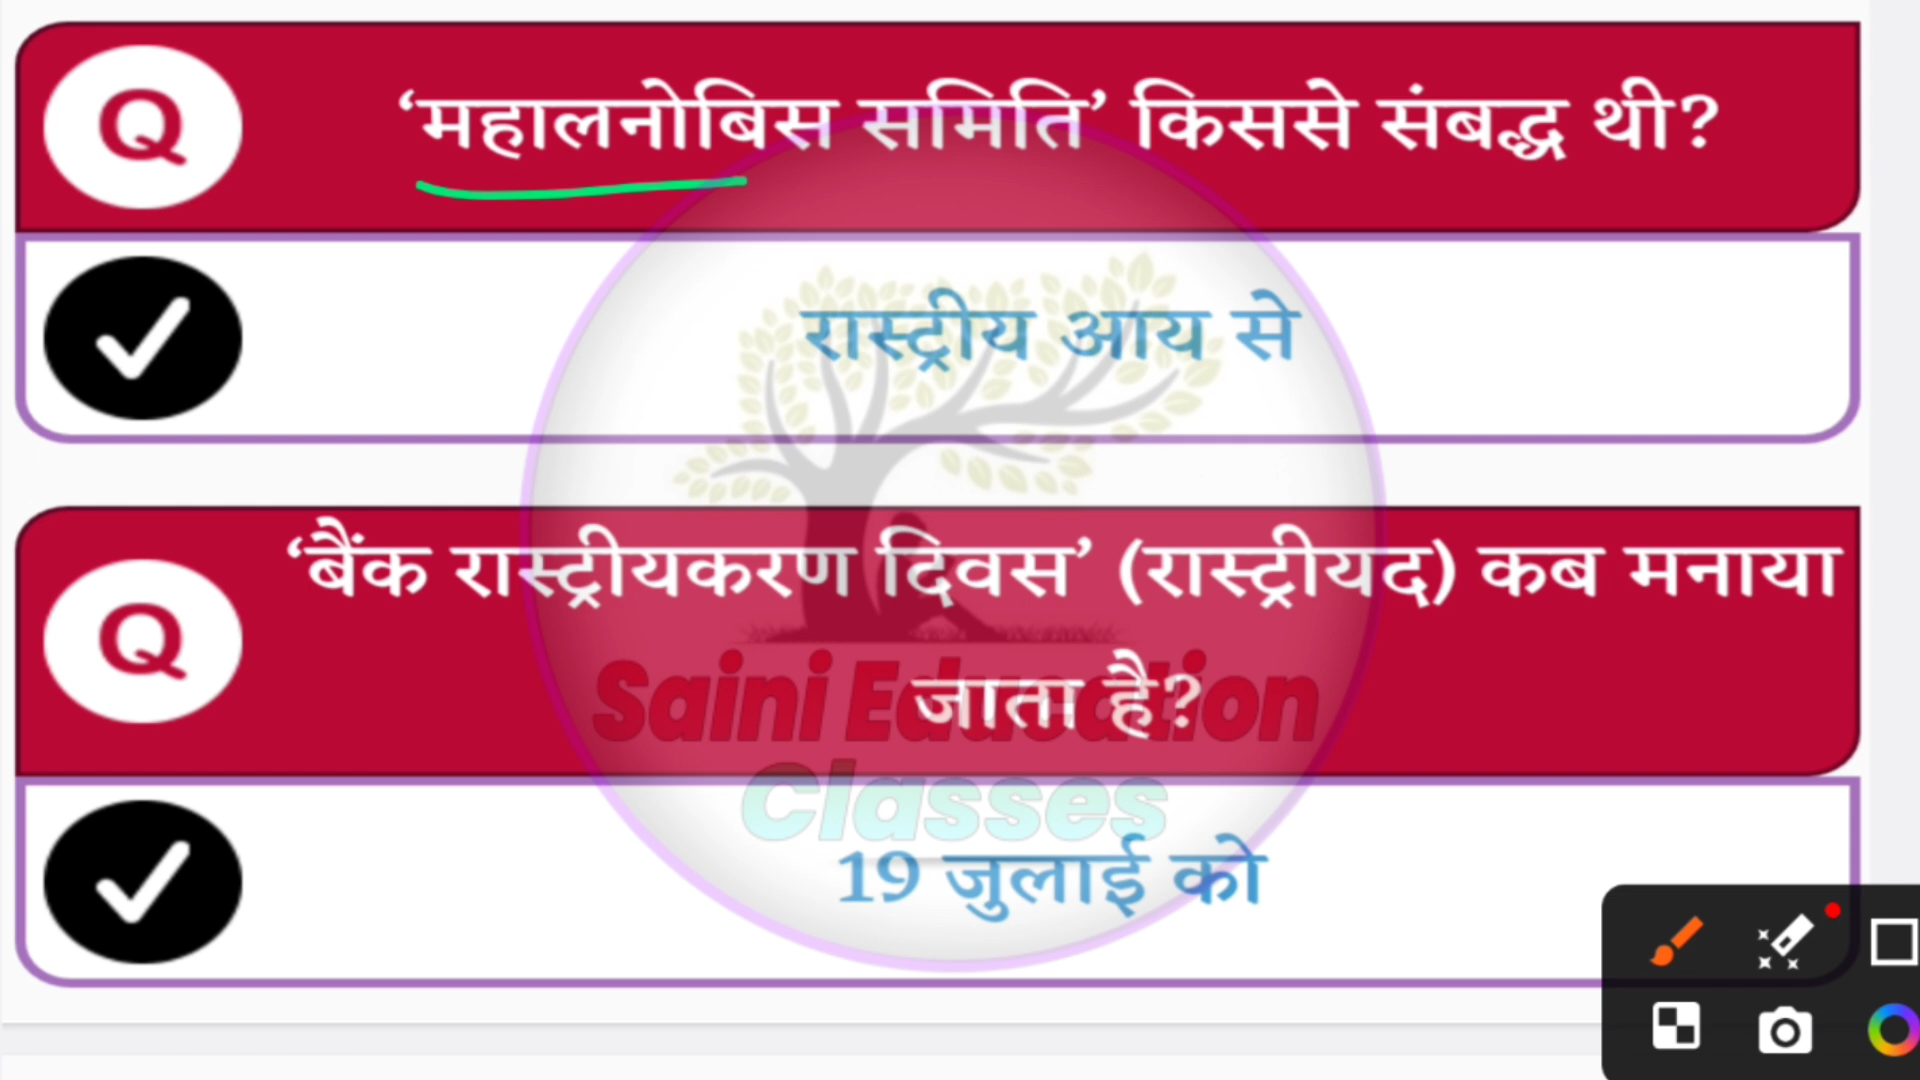 Q
‘महालनोबिस समिति’ किससे संबद्ध थी?
रास्ट्रीय आय से
Q
‘बैंक रास्ट्रीयकरण दिवस’ (रास्ट्रीयद) कब मनाया
जाता है?
Saini Education
Classes
19 जुलाई को